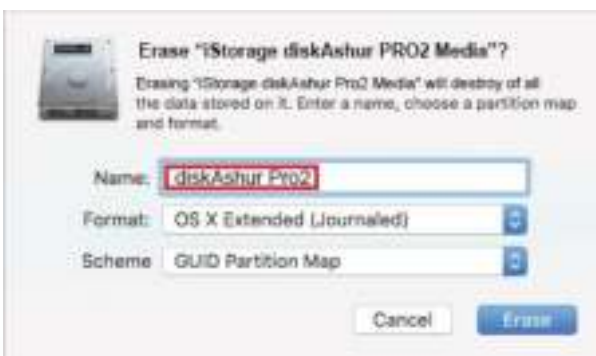 Erase "iStorage diskAshur PRO2 Media"?
Erasing "iStorage diskAshur Pro2 Media" will destroy of all
the data stored on it. Enter a name, choose a partition map
and format.
Name: diskAshur Pro2
Format: OS X Extended (Journaled)
Scheme GUID Partition Map
Cancel Erase